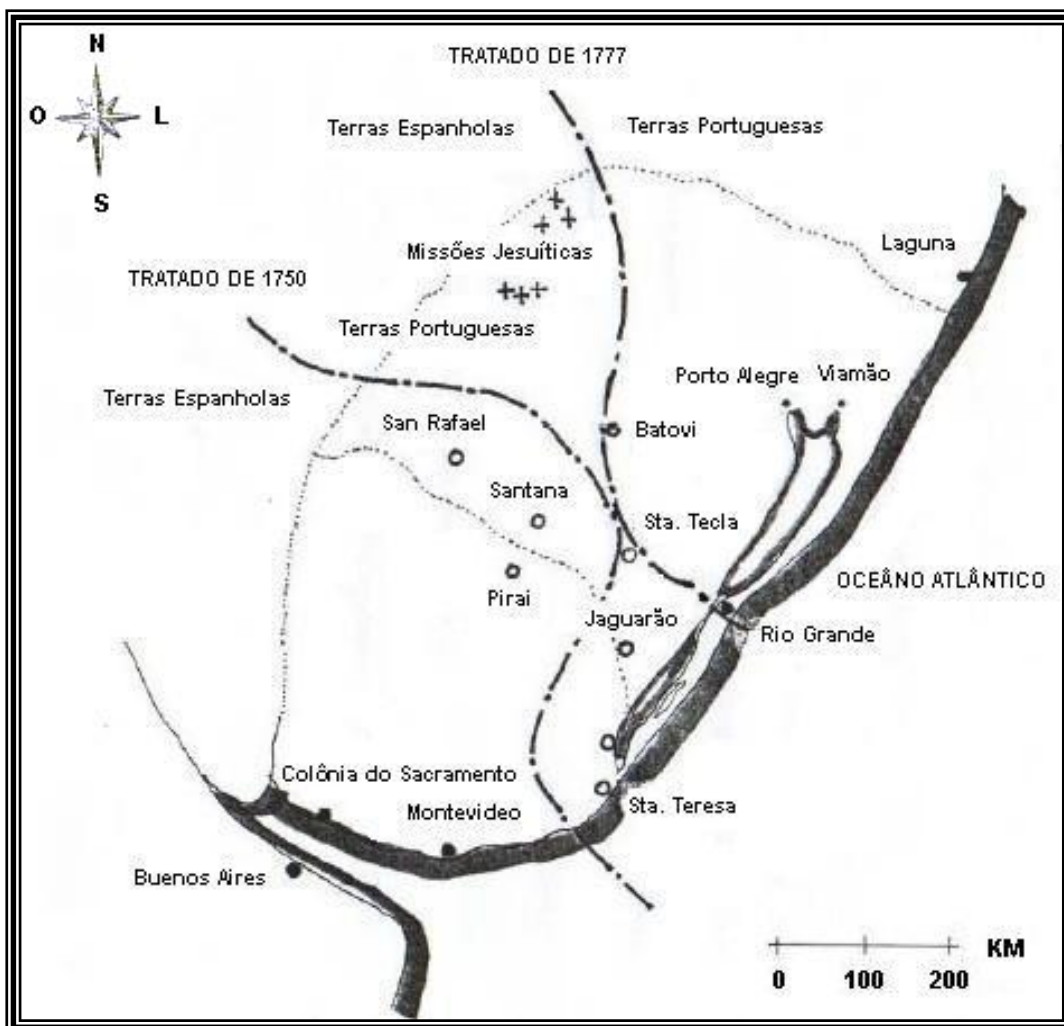 N
O
L
S
TRATADO DE 1777
Terras Espanholas
Terras Portuguesas
Missões Jesuíticas
Laguna
TRATADO DE 1750
Terras Portuguesas
Terras Espanholas
Porto Alegre
Viamão
San Rafael
Batovi
Santana
Sta. Tecla
Pirai
OCEÂNO ATLÂNTICO
Jaguarão
Rio Grande
Colônia do Sacramento
Montevideo
Sta. Teresa
Buenos Aires
KM
0 100 200